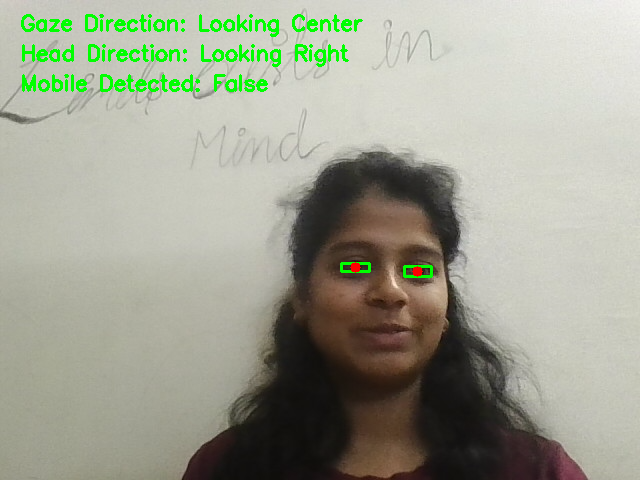 Gaze Direction: Looking Center
Head Direction: Looking Right
Mobile Detected: False
in
Mind